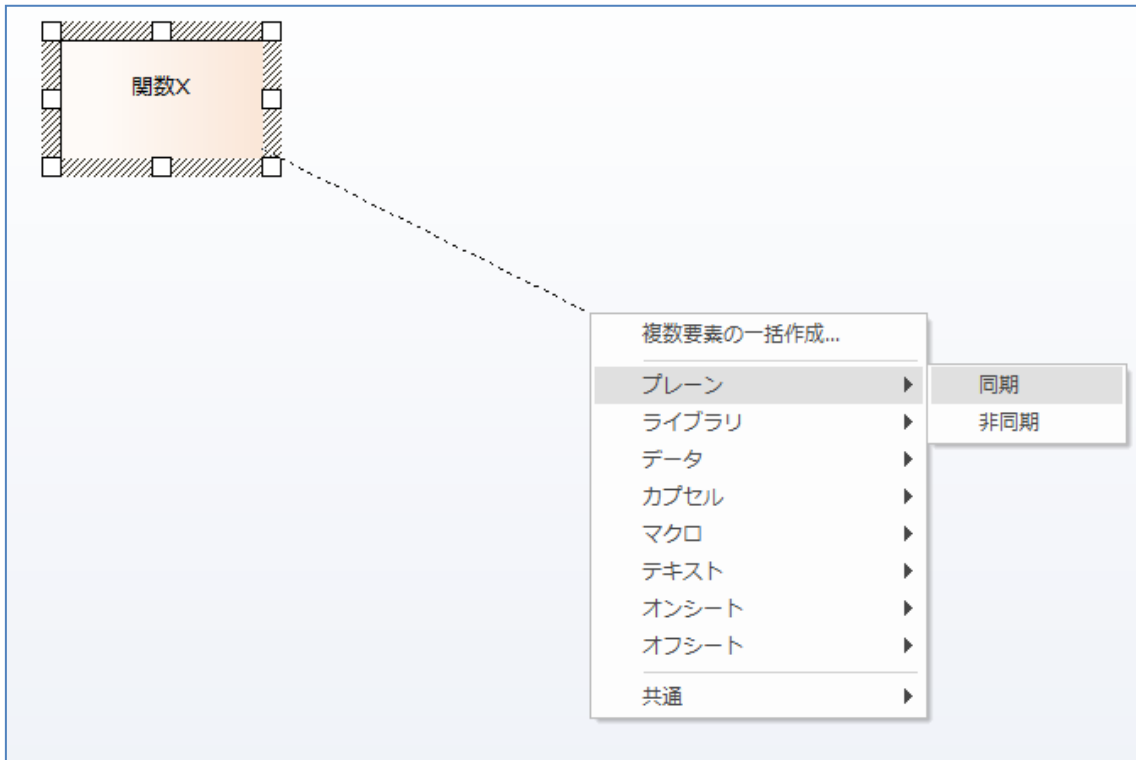 関数X
複数要素の一括作成...
プレーン
同期
ライブラリ
非同期
データ
カプセル
マクロ
テキスト
オンシート
オフシート
共通